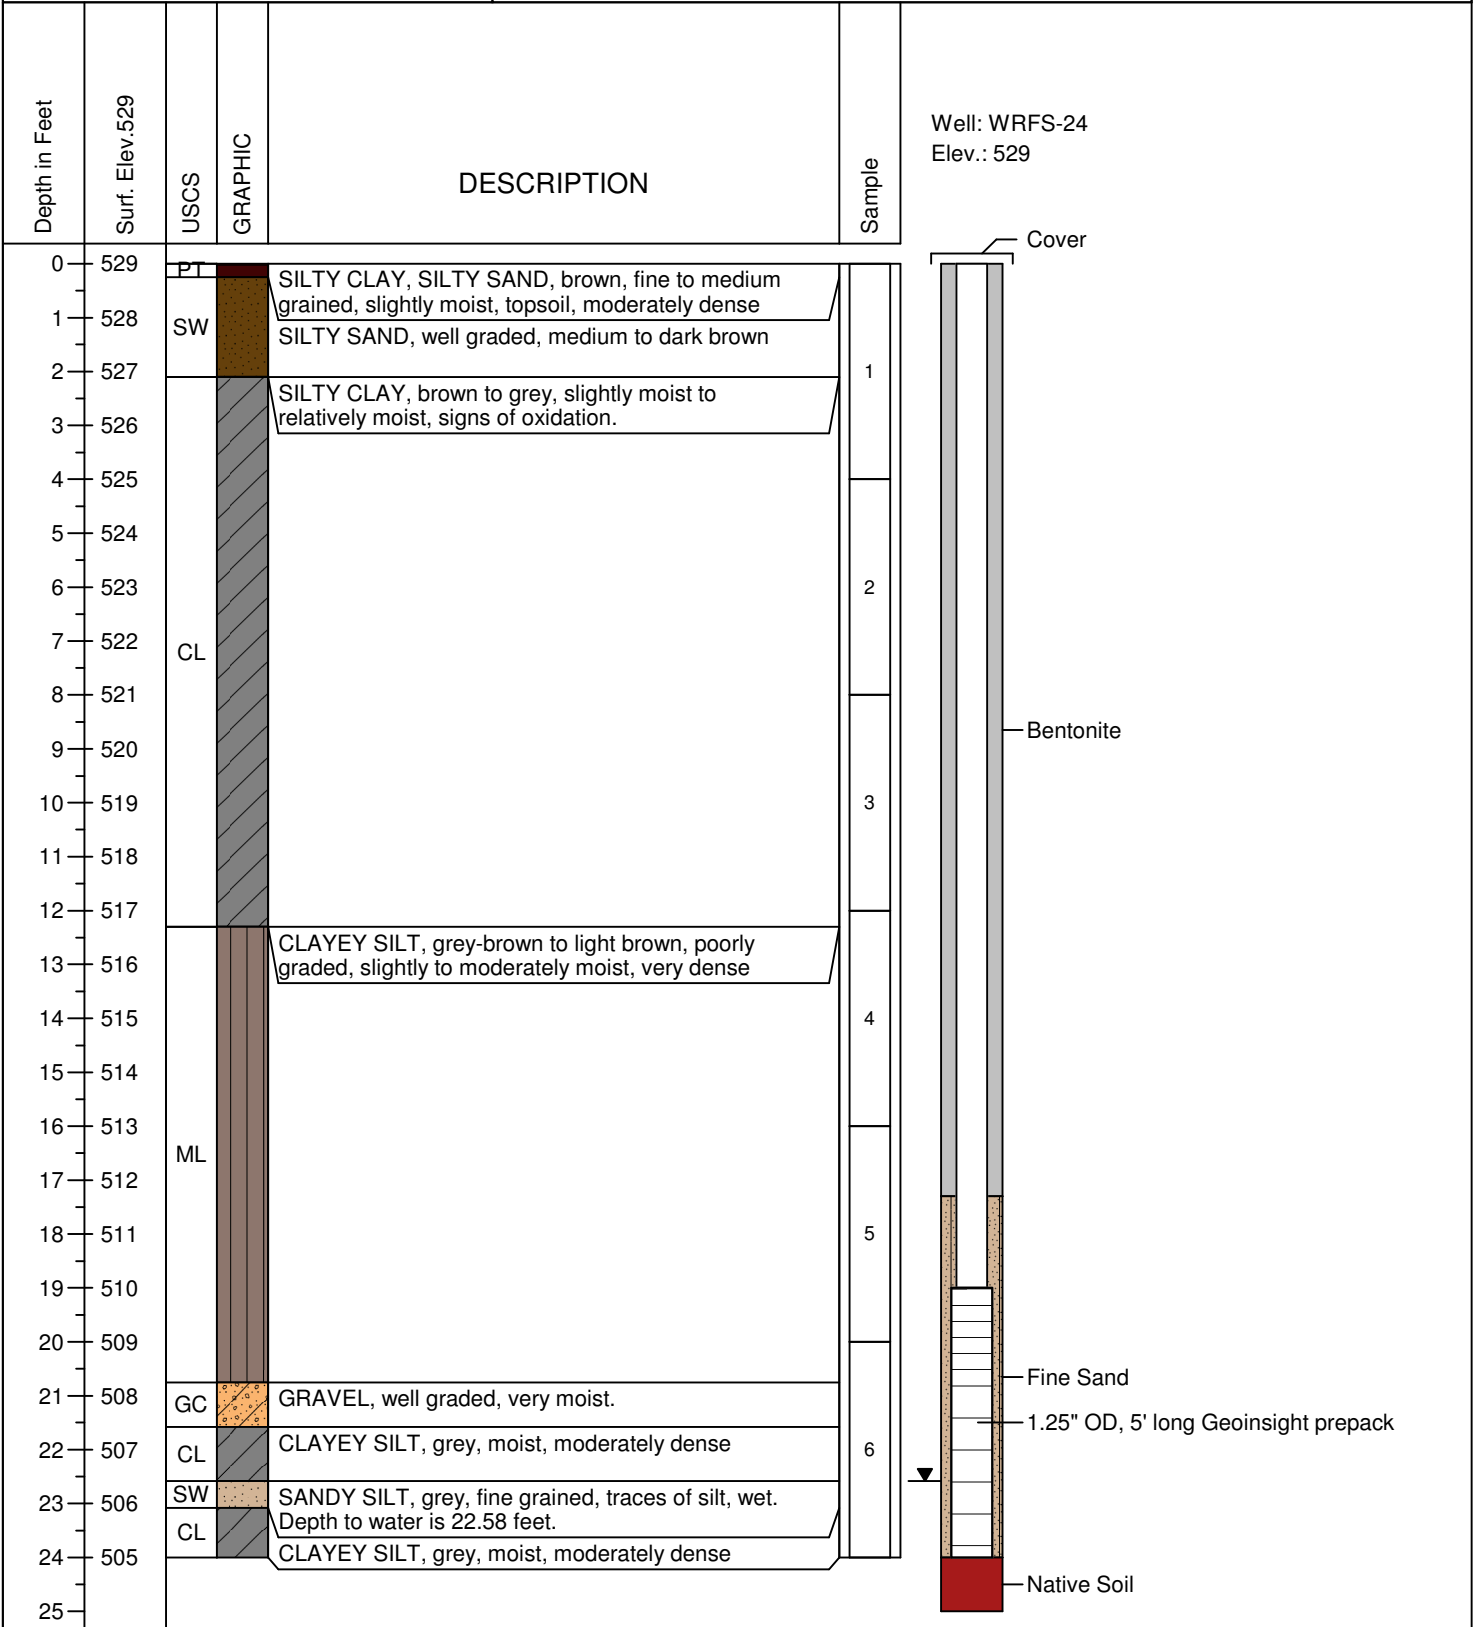 Depth in Feet
Surf. Elev.529
USCS
GRAPHIC
DESCRIPTION
Sample
Well: WRFS-24
Elev.: 529
Cover
0 529 PT
SILTY CLAY, SILTY SAND, brown, fine to medium
grained, slightly moist, topsoil, moderately dense
1 528 SW
SILTY SAND, well graded, medium to dark brown
2 527 1
SILTY CLAY, brown to grey, slightly moist to
relatively moist, signs of oxidation.
3 526
4 525
5 524
6 523 2
7 522 CL
8 521
Bentonite
9 520
10 519 3
11 518
12 517
CLAYEY SILT, grey-brown to light brown, poorly
graded, slightly to moderately moist, very dense
13 516
14 515 4
15 514
16 513
ML
17 512
18 511 5
19 510
20 509
Fine Sand
21 508 GC GRAVEL, well graded, very moist.
1.25" OD, 5' long Geoinsight prepack
22 507 CL CLAYEY SILT, grey, moist, moderately dense 6
23 506 SW SANDY SILT, grey, fine grained, traces of silt, wet.
Depth to water is 22.58 feet.
CL
24 505 CLAYEY SILT, grey, moist, moderately dense
Native Soil
25